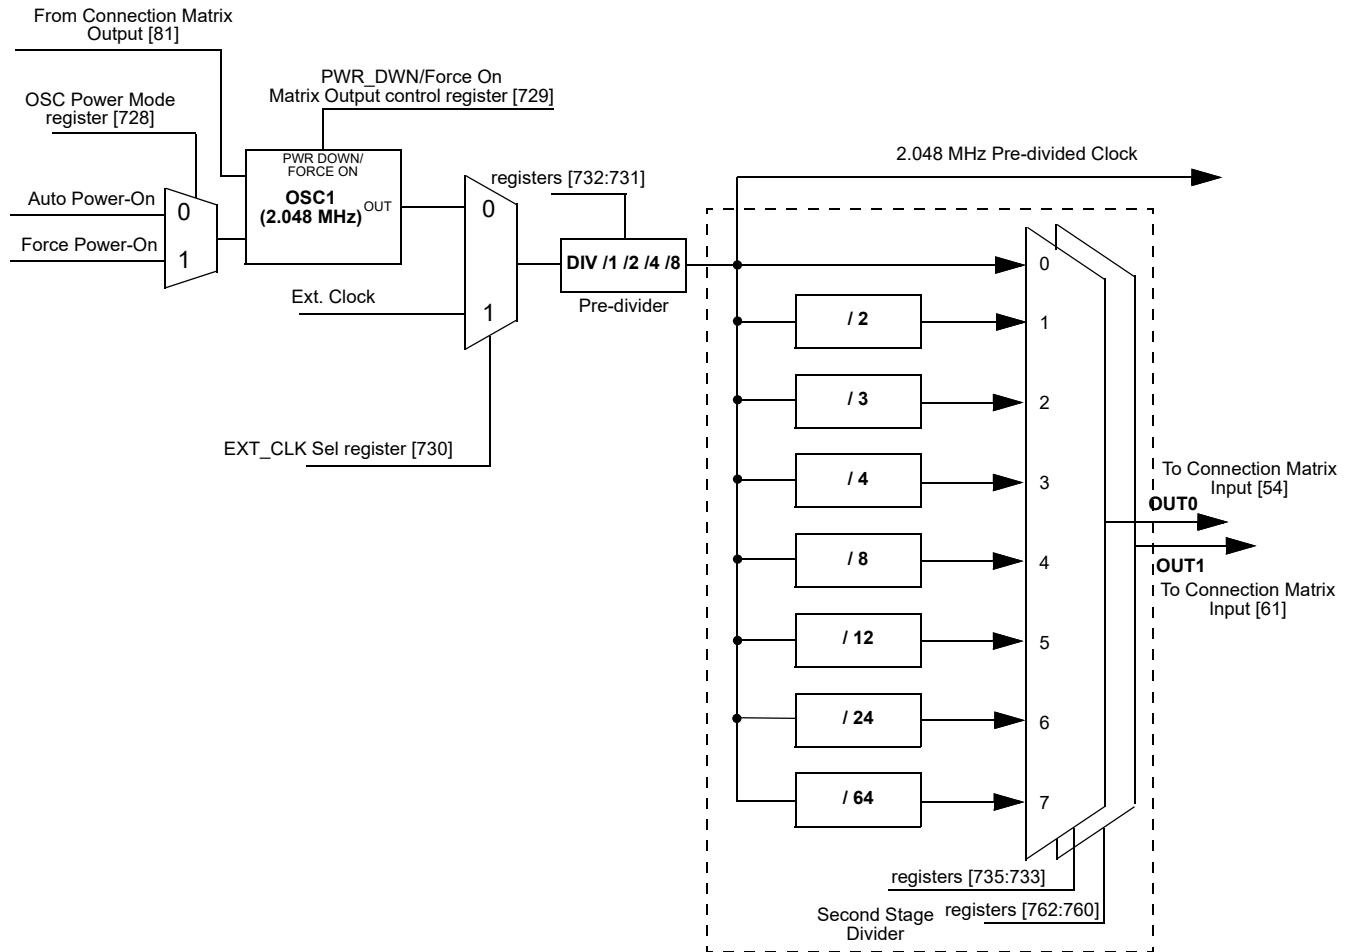 From Connection Matrix
Output [81]
PWR_DWN/Force On
Matrix Output control register [729]
OSC Power Mode
register [728]
PWR DOWN/
FORCE ON
OSC1
(2.048 MHz)
OUT
Auto Power-On
0
Force Power-On
1
0
Ext. Clock
1
EXT_CLK Sel register [730]
registers [732:731]
DIV /1 /2 /4 /8
Pre-divider
2.048 MHz Pre-divided Clock
0
/ 2
1
/ 3
2
/ 4
3
/ 8
4
/ 12
5
/ 24
6
/ 64
7
To Connection Matrix
Input [54]
OUT0
OUT1
To Connection Matrix
Input [61]
registers [735:733]
registers [762:760]
Second Stage
Divider